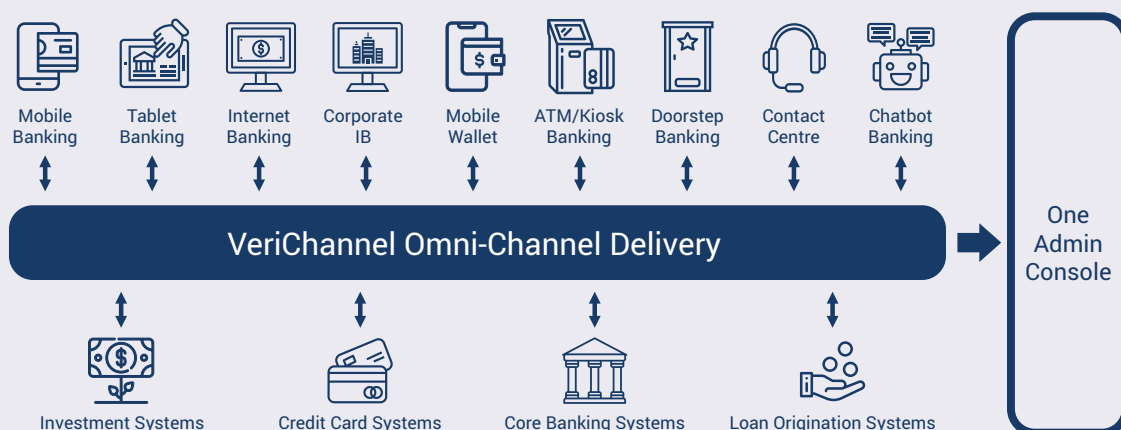 Mobile
Banking
Tablet
Banking
Internet
Banking
Corporate
IB
Mobile
Wallet
ATM/Kiosk
Banking
Doorstep
Banking
Contact
Centre
Chatbot
Banking
VeriChannel Omni-Channel Delivery
One
Admin
Console
Investment Systems
Credit Card Systems
Core Banking Systems
Loan Origination Systems